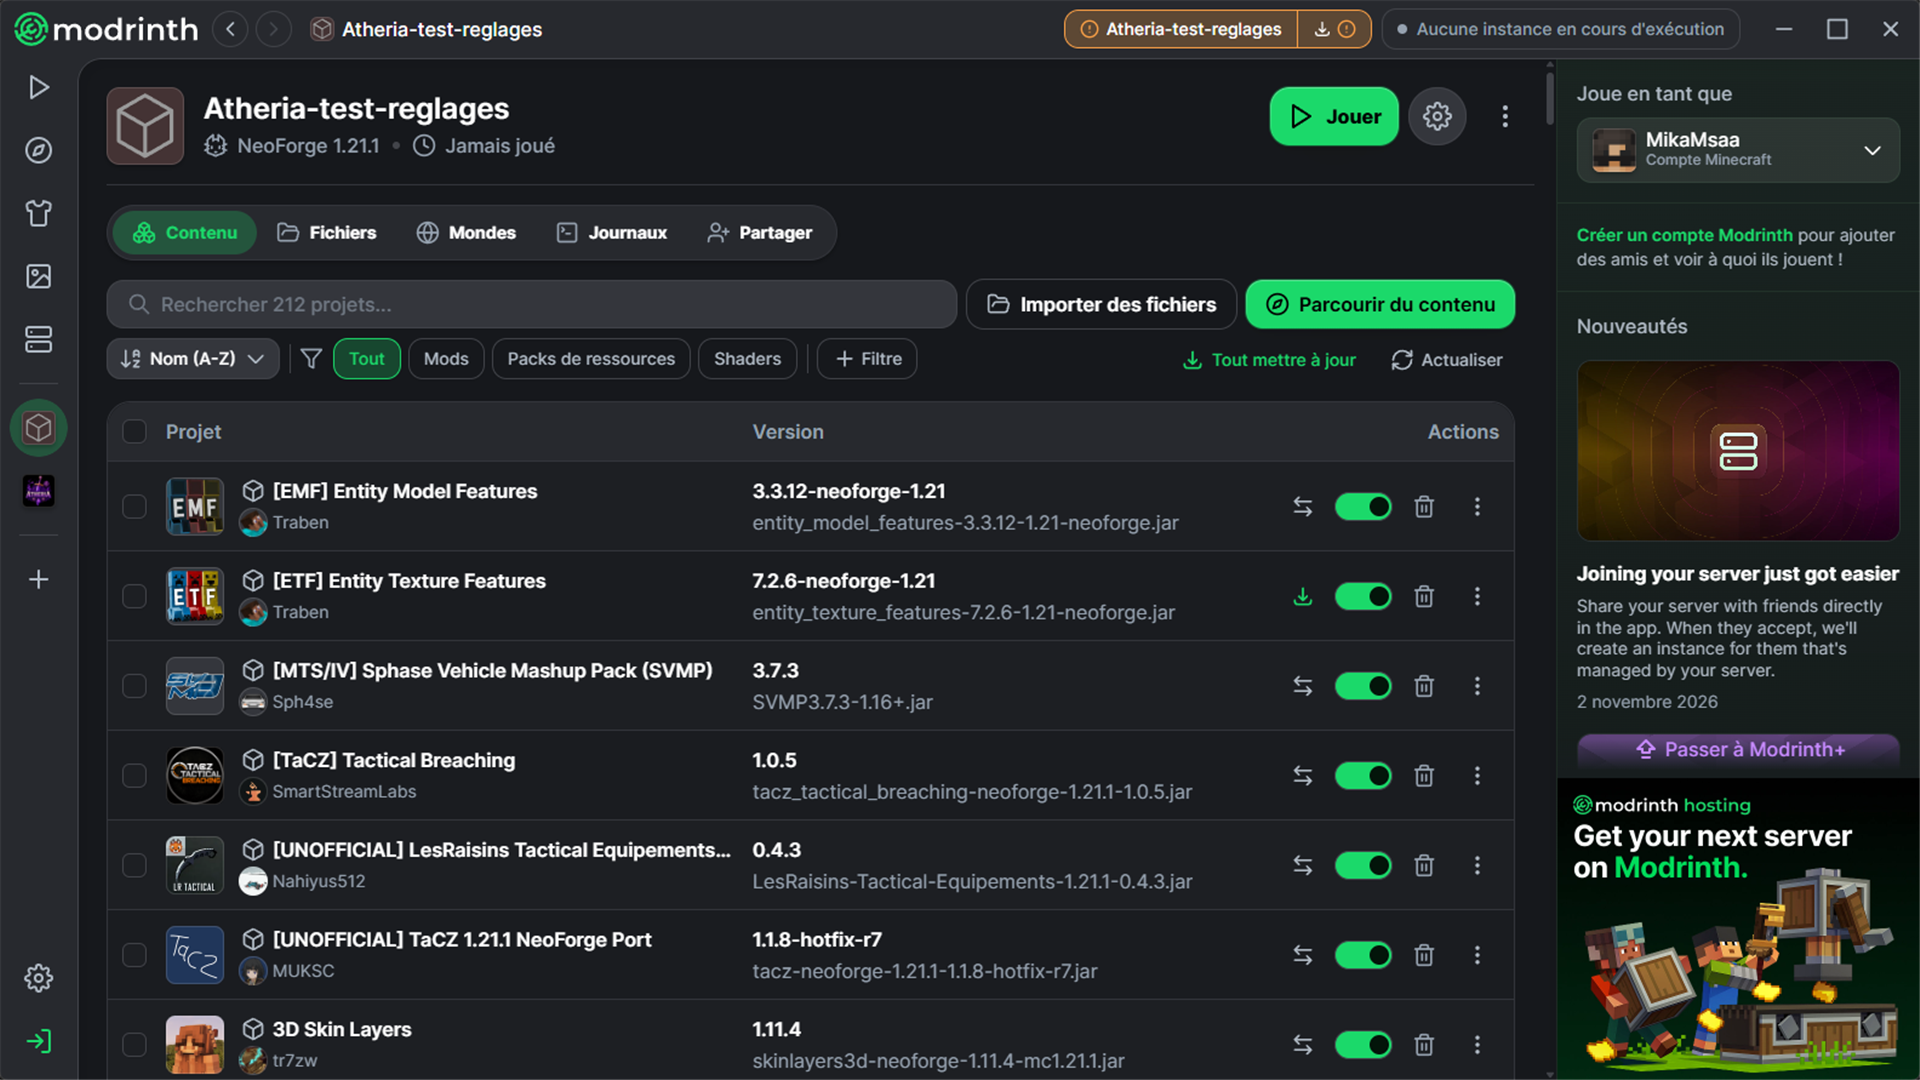 modrinth
Atheria-test-reglages
Atheria-test-reglages
Aucune instance en cours d'exécution
Atheria-test-reglages
NeoForge 1.21.1 • Jamais joué
Jouer
Contenu
Fichiers
Mondes
Journaux
Partager
Rechercher 212 projets...
Importer des fichiers
Parcourir du contenu
Nom (A-Z)
Tout
Mods
Packs de ressources
Shaders
Filtre
Tout mettre à jour
Actualiser
Projet
Version
Actions
EMF
[EMF] Entity Model Features
Traben
3.3.12-neoforge-1.21
entity_model_features-3.3.12-1.21-neoforge.jar
ETF
[ETF] Entity Texture Features
Traben
7.2.6-neoforge-1.21
entity_texture_features-7.2.6-1.21-neoforge.jar
[MTS/IV] Sphase Vehicle Mashup Pack (SVMP)
Sph4se
3.7.3
SVMP3.7.3-1.16+.jar
TACZ
TACTICAL
BREACHING
[TaCZ] Tactical Breaching
SmartStreamLabs
1.0.5
tacz_tactical_breaching-neoforge-1.21.1-1.0.5.jar
LR TACTICAL
[UNOFFICIAL] LesRaisins Tactical Equipements...
Nahiyus512
0.4.3
LesRaisins-Tactical-Equipements-1.21.1-0.4.3.jar
TaCZ
[UNOFFICIAL] TaCZ 1.21.1 NeoForge Port
MUKSC
1.1.8-hotfix-r7
tacz-neoforge-1.21.1-1.1.8-hotfix-r7.jar
3D Skin Layers
tr7zw
1.11.4
skinlayers3d-neoforge-1.11.4-mc1.21.1.jar
Joue en tant que
MikaMsaa
Compte Minecraft
Créer un compte Modrinth pour ajouter
des amis et voir à quoi ils jouent !
Nouveautés
Joining your server just got easier
Share your server with friends directly
in the app. When they accept, we'll
create an instance for them that's
managed by your server.
2 novembre 2026
Passer à Modrinth+
modrinth hosting
Get your next server
on Modrinth.
ATHERIA